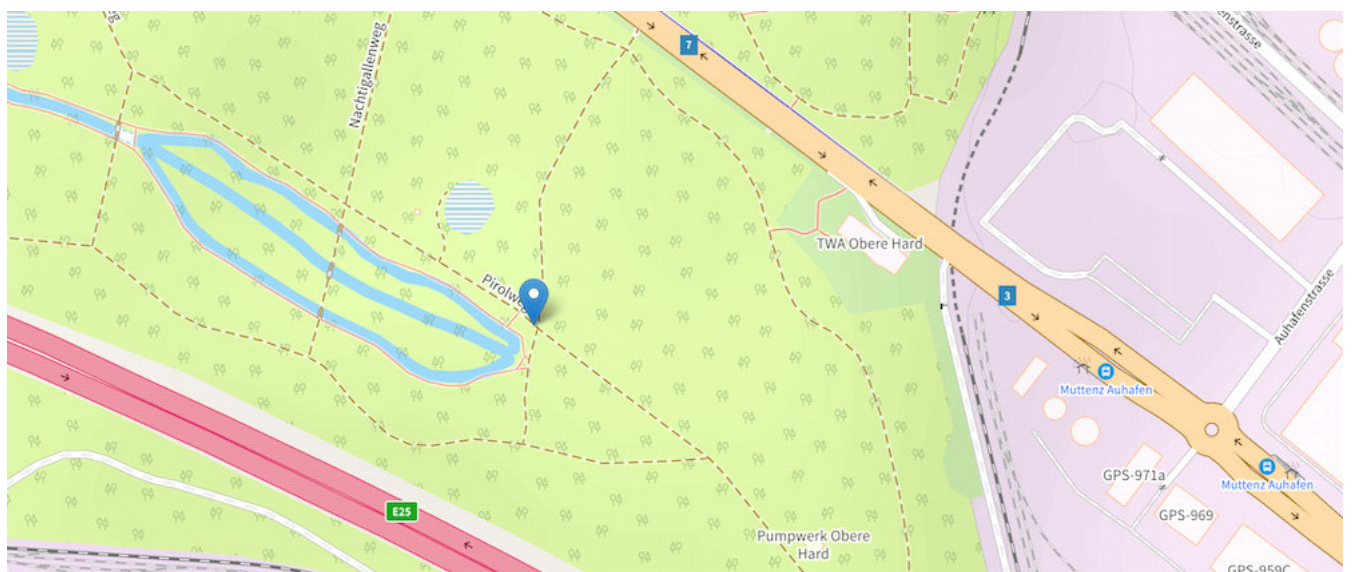 7
Nachtigallenweg
TWA Obere Hard
Pirolweg
3
Auhafenstrasse
Muttenz Auhafen
E25
GPS-971a
Muttenz Auhafen
GPS-969
Pumpwerk Obere
Hard
GPS-959C